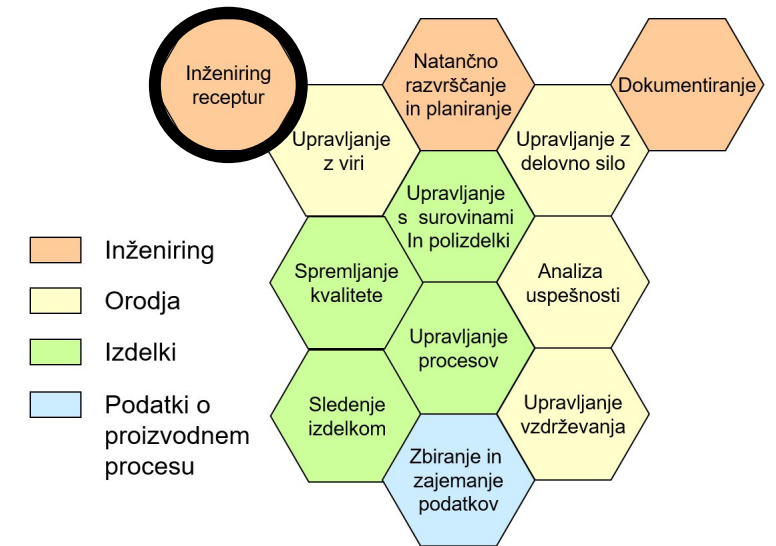 Inženiring
receptur
Natančno
razvrščanje
in planiranje
Dokumentiranje
Upravljanje
z viri
Upravljanje z
delovno silo
Upravljanje
s surovinami
In polizdelki
Spremljanje
kvalitete
Analiza
uspešnosti
Upravljanje
procesov
Sledenje
izdelkom
Upravljanje
vzdrževanja
Zbiranje in
zajemanje
podatkov
Inženiring
Orodja
Izdelki
Podatki o
proizvodnem
procesu